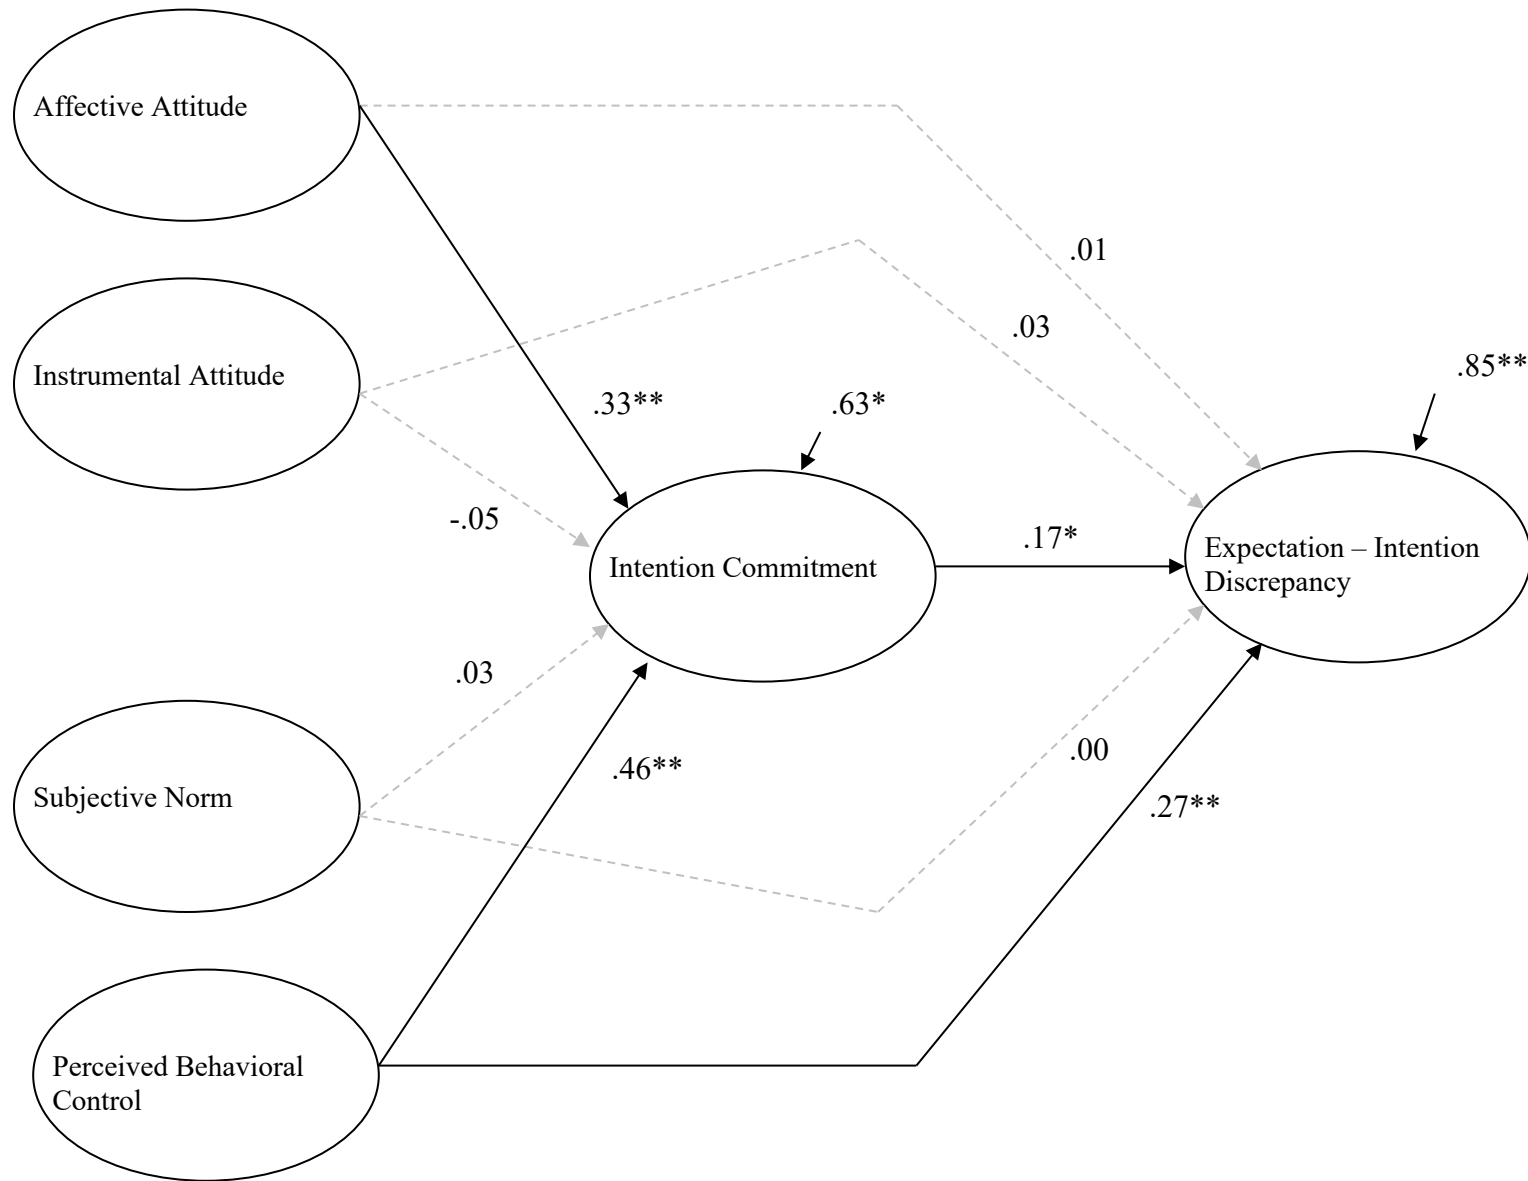 Affective Attitude
.01
.03
Instrumental Attitude
.85**
.33**
.63*
-.05
.17*
Expectation – Intention
Discrepancy
Intention Commitment
.03
.00
.46**
Subjective Norm
.27**
Perceived Behavioral
Control